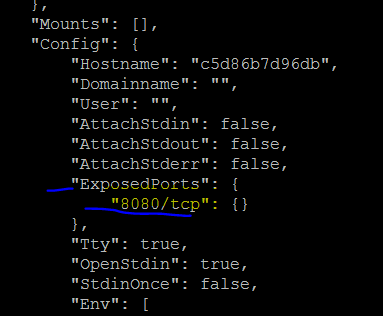 },
"Mounts": [],
"Config": {
"Hostname": "c5d86b7d96db",
"Domainname": "",
"User": "",
"AttachStdin": false,
"AttachStdout": false,
"AttachStderr": false,
"ExposedPorts": {
"8080/tcp": {}
},
"Tty": true,
"OpenStdin": true,
"StdinOnce": false,
"Env": [